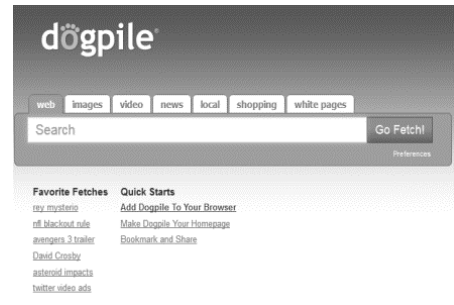 dögpile®
web images video news local shopping white pages
Search Go Fetch!
Preferences
Favorite Fetches Quick Starts
rey mysterio Add Dogpile To Your Browser
nfl blackout rule Make Dogpile Your Homepage
avengers 3 trailer Bookmark and Share
David Crosby
asteroid impacts
twitter video ads